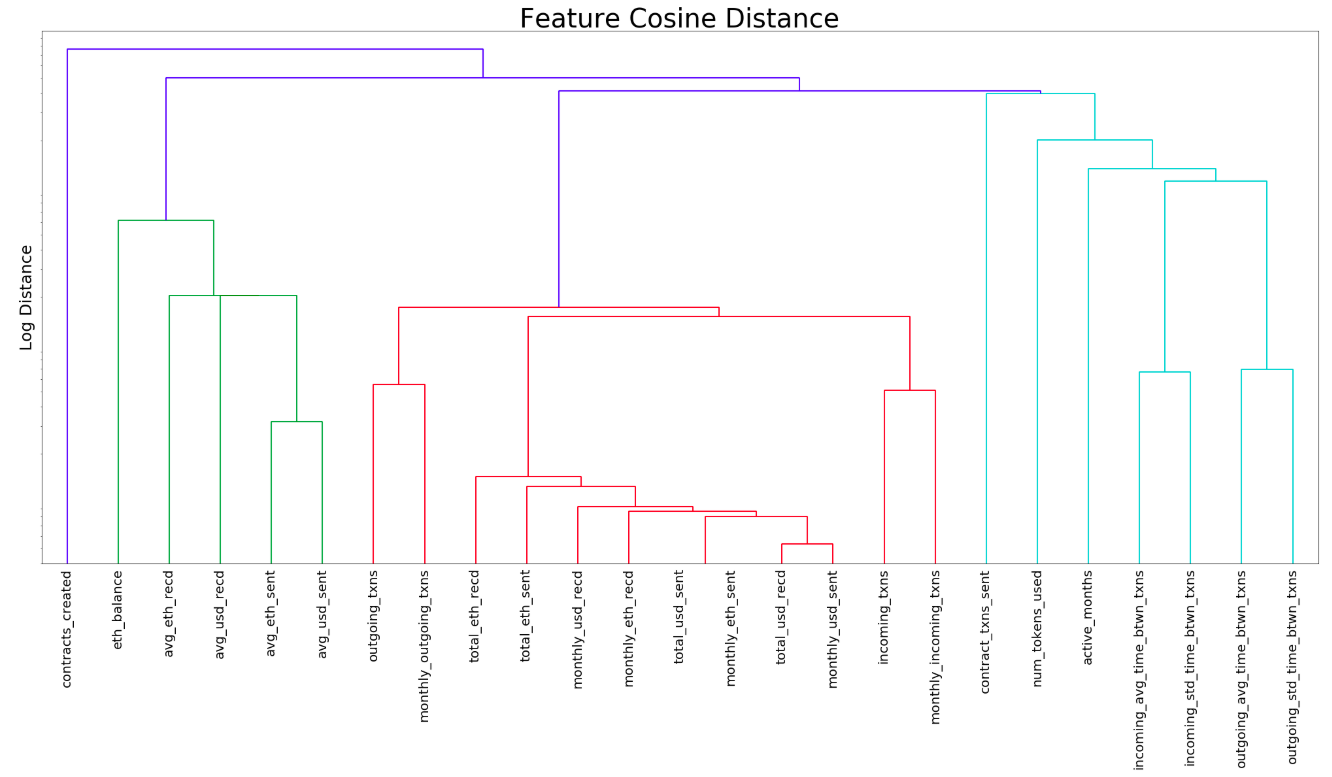 Feature Cosine Distance
Log Distance
contracts_created
eth_balance
avg_eth_recd
avg_usd_recd
avg_eth_sent
avg_usd_sent
outgoing_txns
monthly_outgoing_txns
total_eth_recd
total_eth_sent
monthly_usd_recd
monthly_eth_recd
total_usd_sent
monthly_eth_sent
total_usd_recd
monthly_usd_sent
incoming_txns
monthly_incoming_txns
contract_txns_sent
num_tokens_used
active_months
incoming_avg_time_btwn_txns
incoming_std_time_btwn_txns
outgoing_avg_time_btwn_txns
outgoing_std_time_btwn_txns